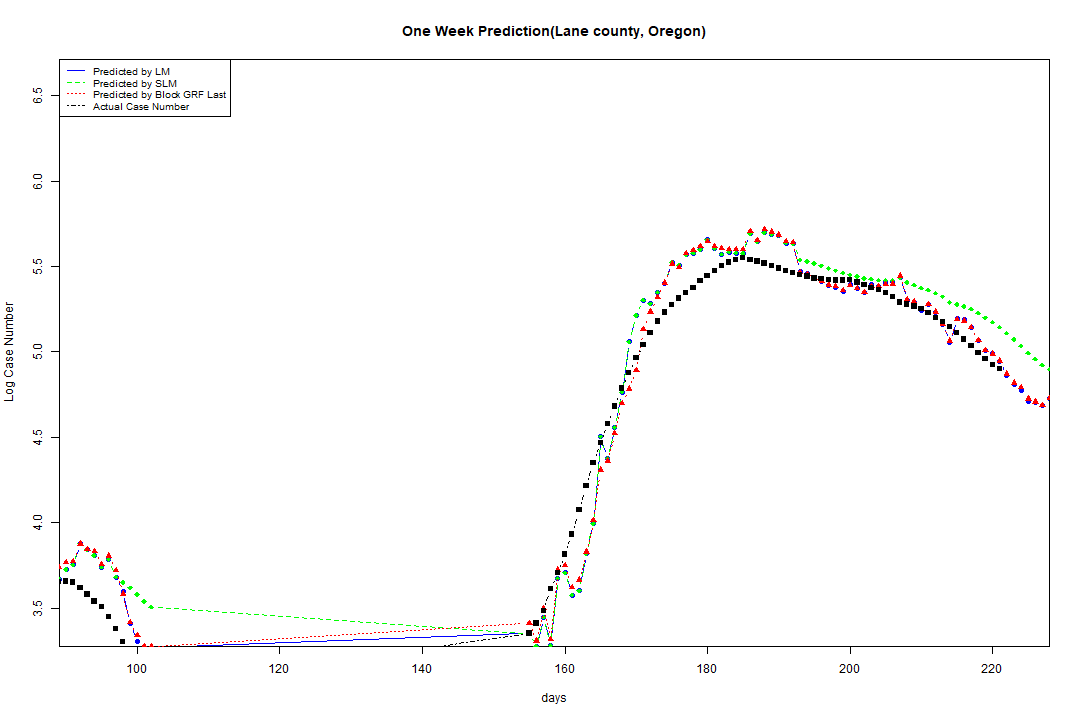 One Week Prediction(Lane county, Oregon)
Predicted by LM
Predicted by SLM
Predicted by Block GRF Last
Actual Case Number
6.5
6.0
5.5
5.0
4.5
4.0
3.5
Log Case Number
100 120 140 160 180 200 220
days